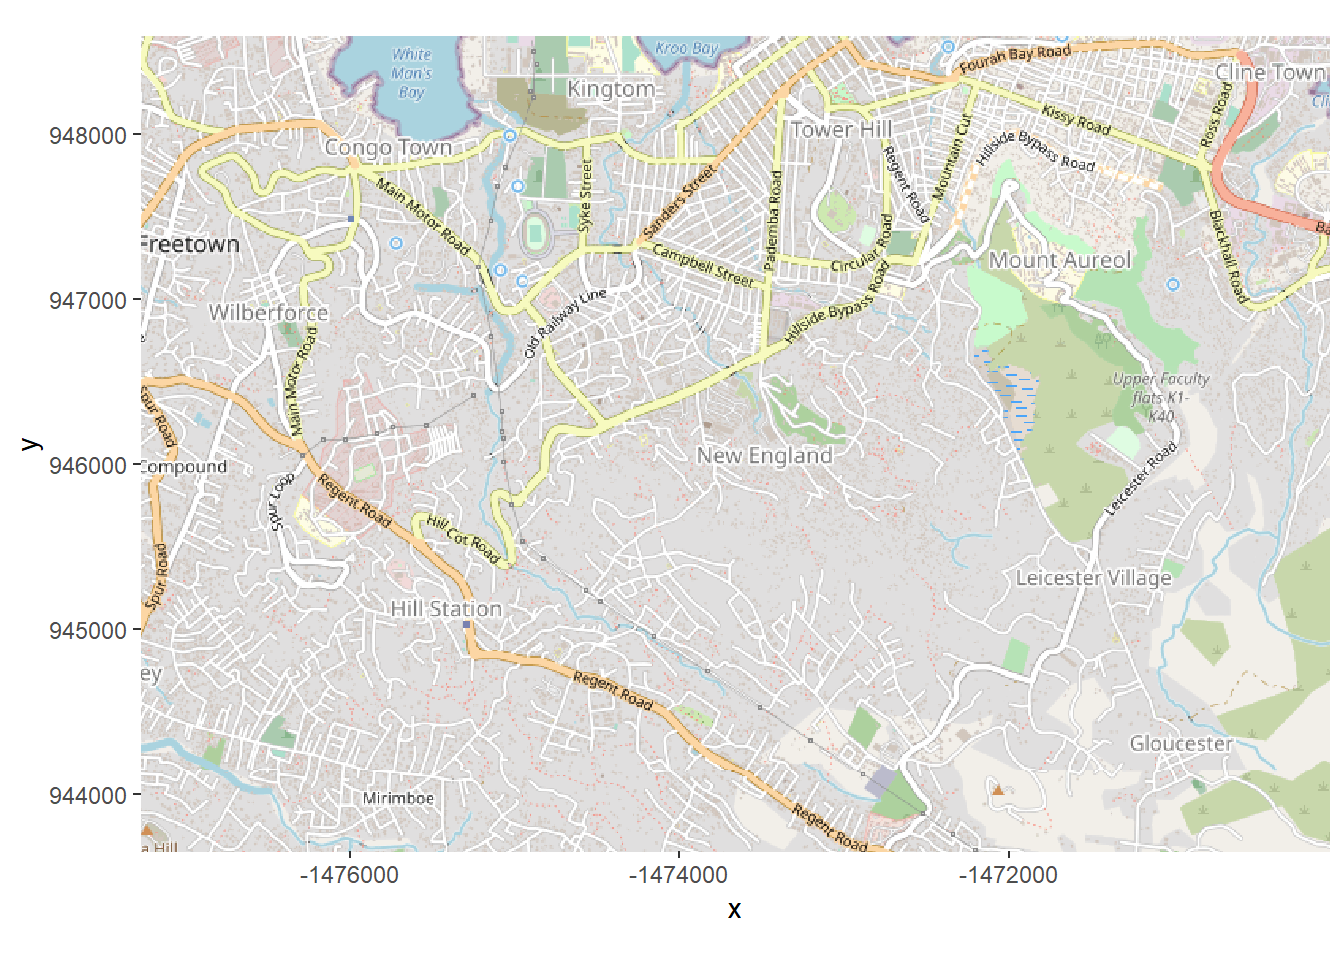 White
Man's
Bay
Kroo Bay
Fourah Bay Road
Cline Town
Kingtom
Kissy Road
Ross Road
948000
Congo Town
Tower Hill
Hillside Bypass Road
Mountain Cut
Regent Road
Main Motor Road
Syke Street
Sanders Street
Pademba Road
Circular Road
Blackhall Road
Freetown
Campbell Street
Mount Aureol
947000
Wilberforce
Old Railway Line
Hillside Bypass Road
Main Motor Road
Upper Faculty
flats K1-
K40
Spur Road
946000
Compound
New England
Leicester Road
Spur Loop
Regent Road
Hill Cot Road
Spur Road
Leicester Village
Hill Station
945000
ey
Regent Road
Gloucester
944000
Mirimboe
Regent Road
a Hill
-1476000
-1474000
-1472000
x
y